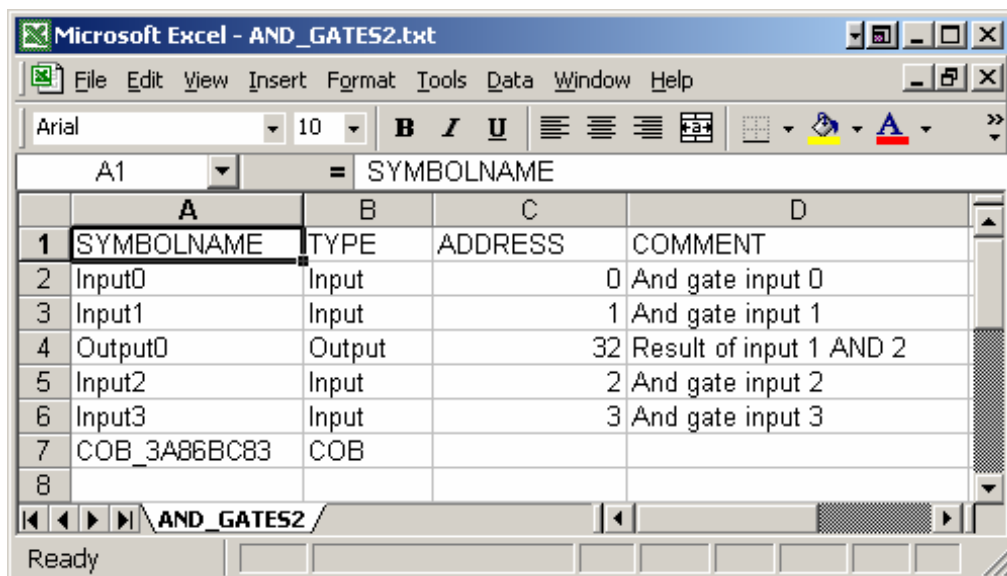 Microsoft Excel - AND_GATES2.txt
File Edit View Insert Format Tools Data Window Help
Arial 10 B I U A »
A1 = SYMBOLNAME
A B C D
1 SYMBOLNAME TYPE ADDRESS COMMENT
2 Input0 Input 0 And gate input 0
3 Input1 Input 1 And gate input 1
4 Output0 Output 32 Result of input 1 AND 2
5 Input2 Input 2 And gate input 2
6 Input3 Input 3 And gate input 3
7 COB_3A86BC83 COB
8
AND_GATES2
Ready